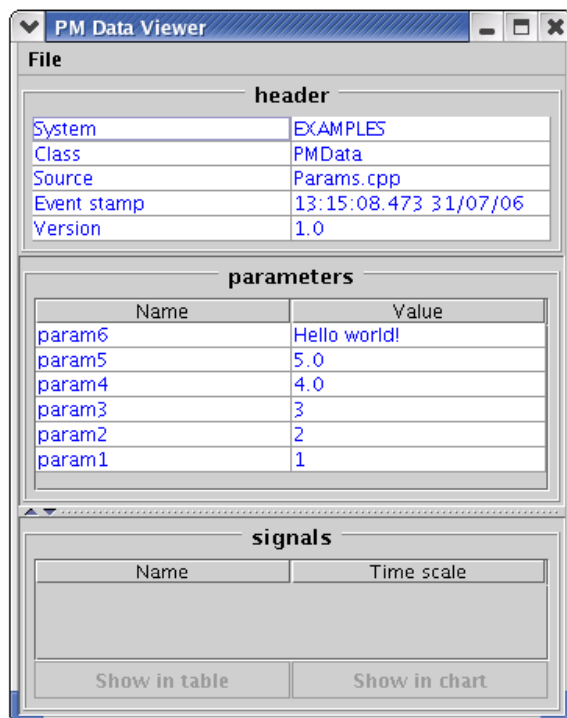 PM Data Viewer
File
header
System EXAMPLES
Class PMData
Source Params.cpp
Event stamp 13:15:08.473 31/07/06
Version 1.0
parameters
Name Value
param6 Hello world!
param5 5.0
param4 4.0
param3 3
param2 2
param1 1
signals
Name Time scale
Show in table Show in chart